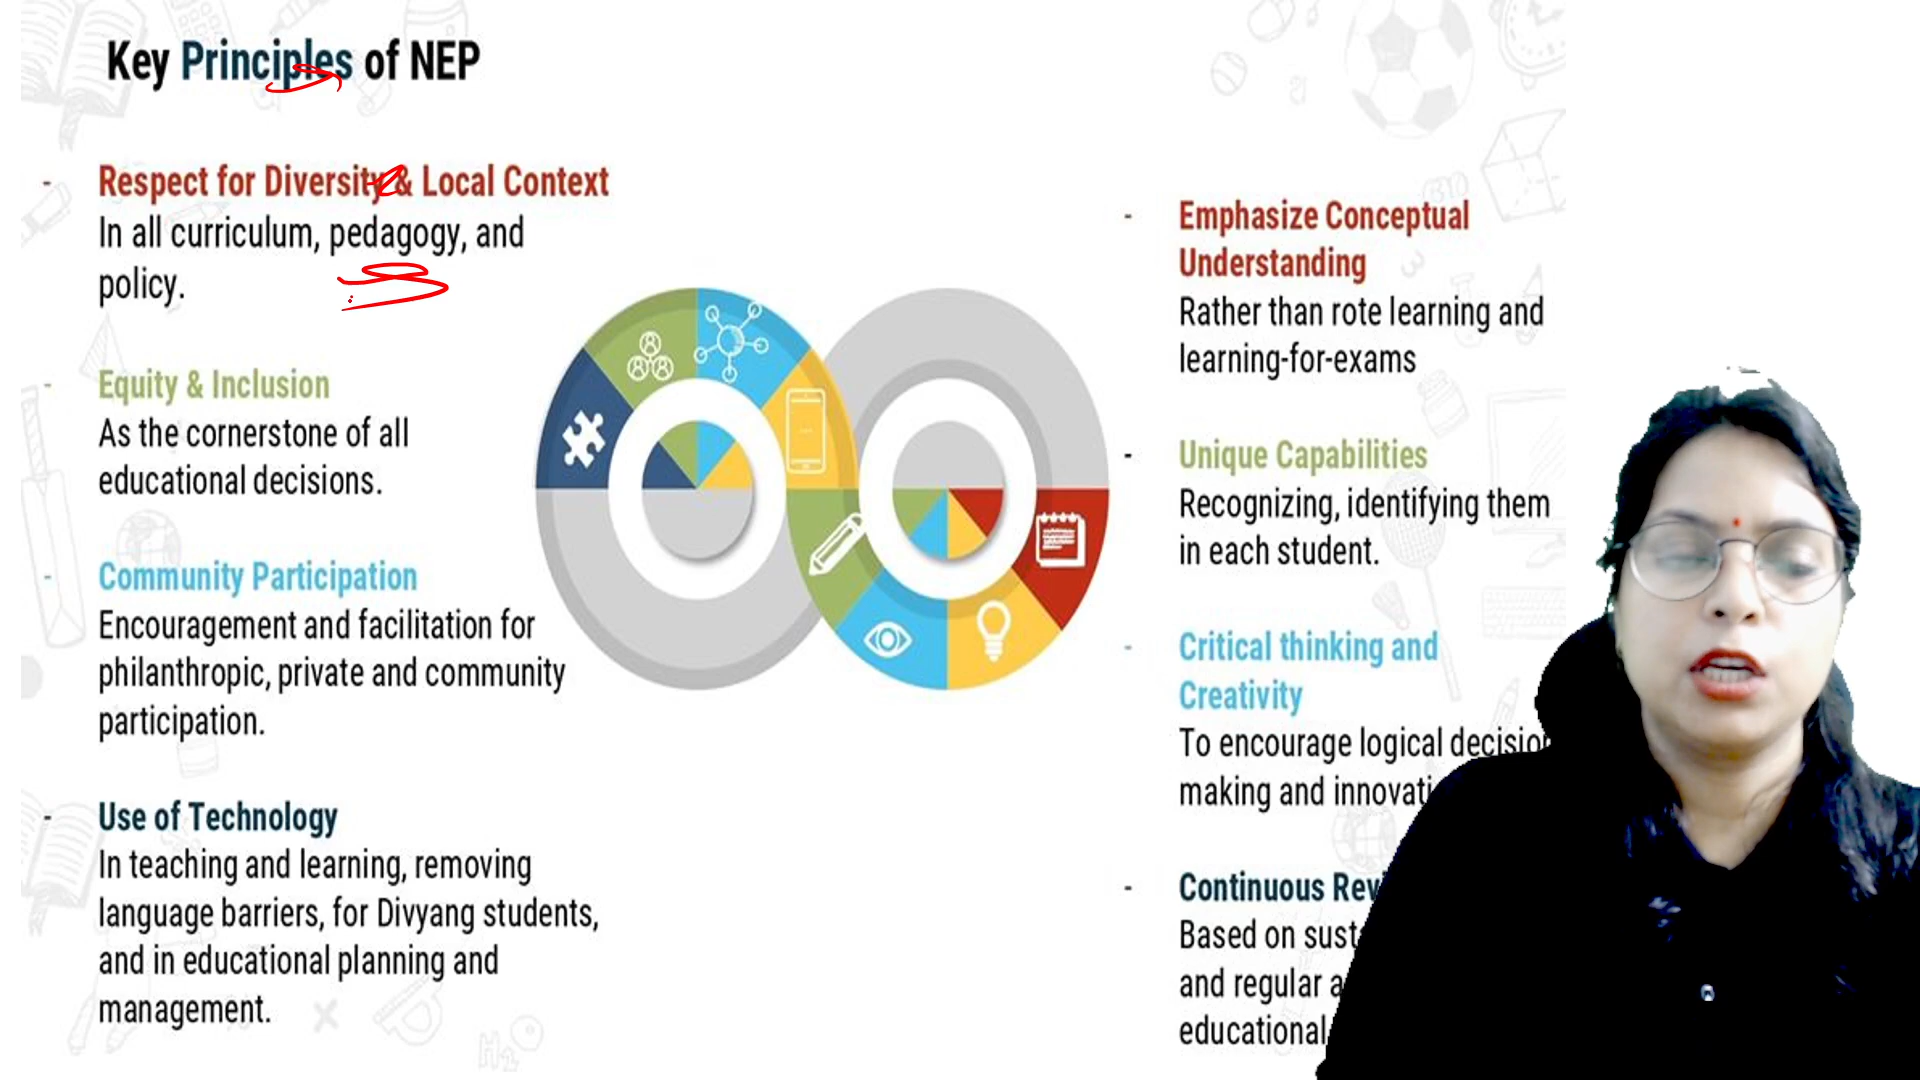 Key Principles of NEP
- Respect for Diversity & Local Context
In all curriculum, pedagogy, and
policy.
- Equity & Inclusion
As the cornerstone of all
educational decisions.
- Community Participation
Encouragement and facilitation for
philanthropic, private and community
participation.
- Use of Technology
In teaching and learning, removing
language barriers, for Divyang students,
and in educational planning and
management.
- Emphasize Conceptual
Understanding
Rather than rote learning and
learning-for-exams
- Unique Capabilities
Recognizing, identifying them
in each student.
- Critical thinking and
Creativity
To encourage logical
making and
- Continuous
Based on
and regular
educational
H2O